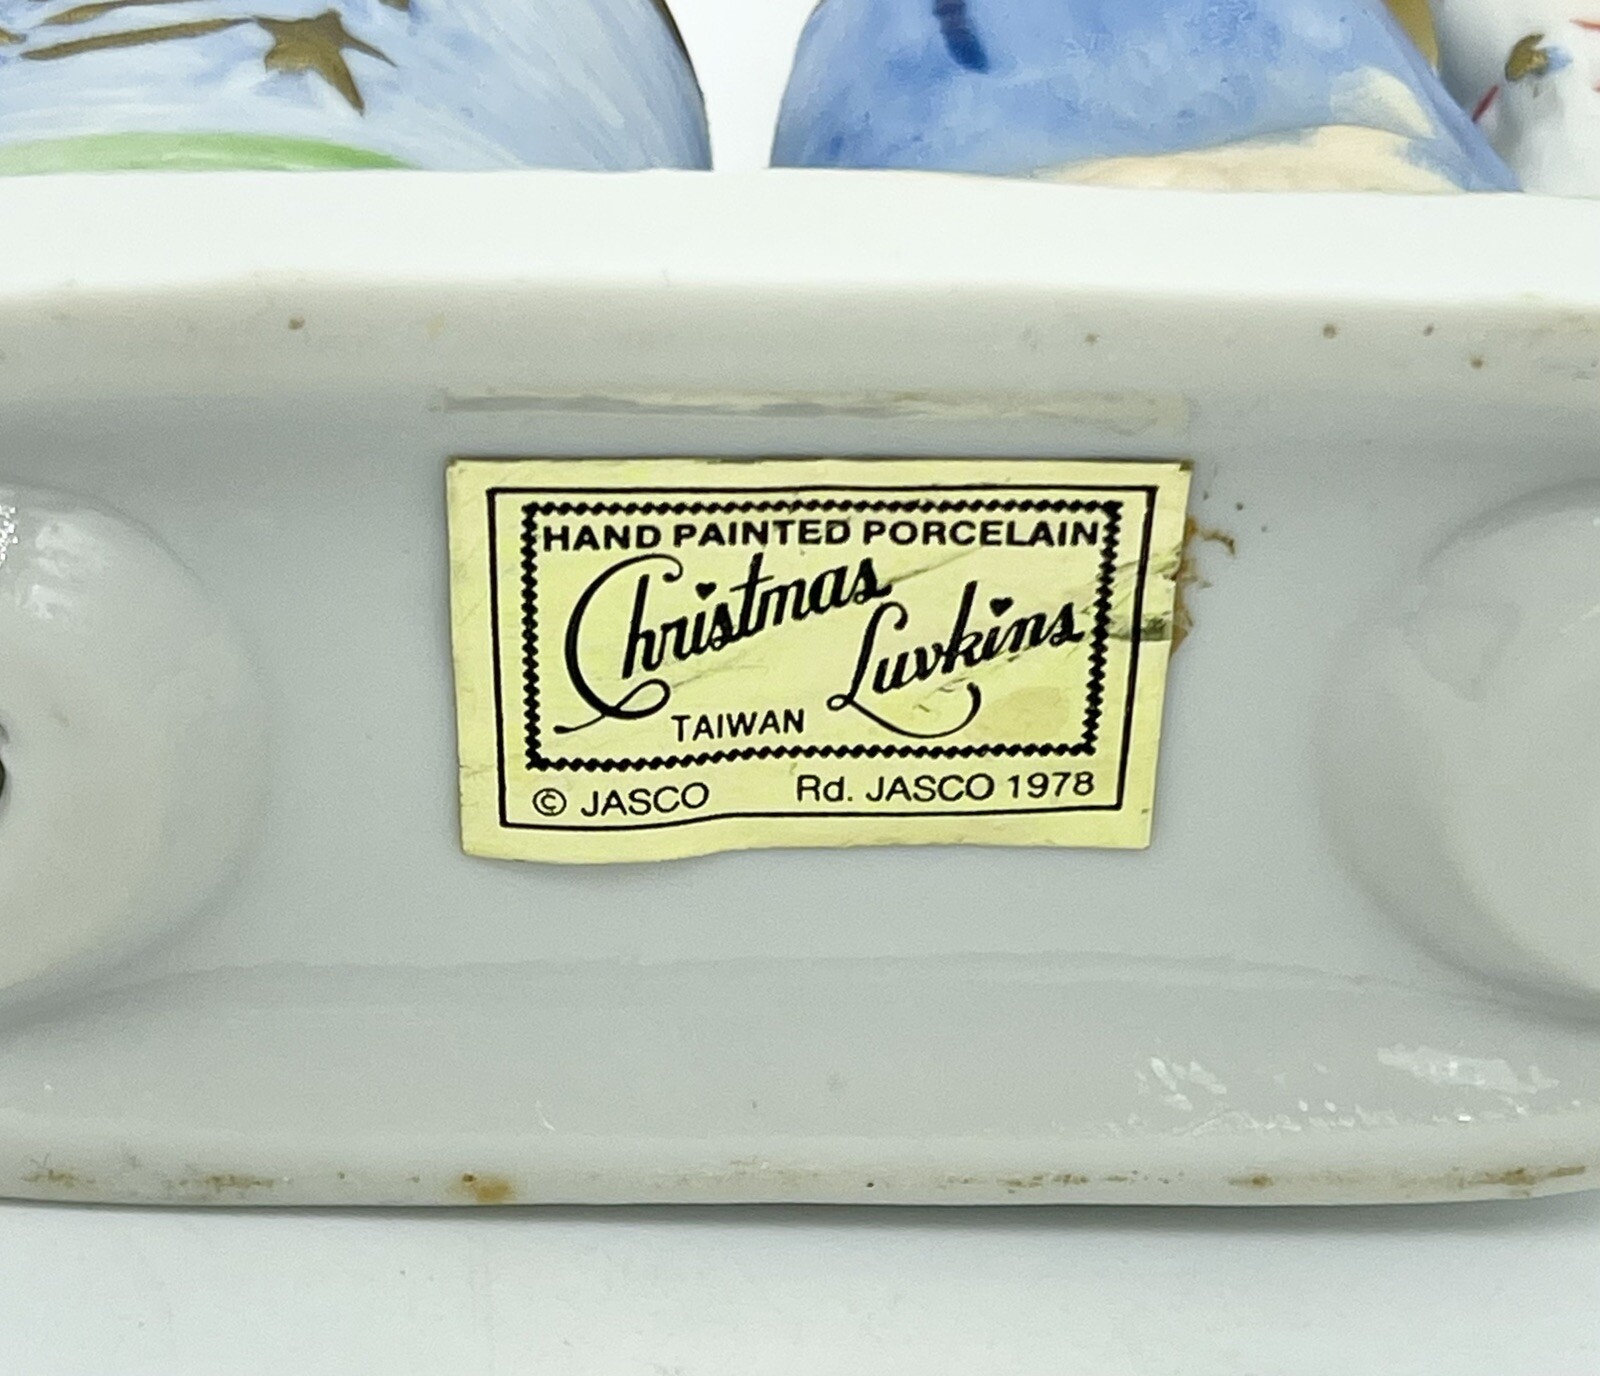 HAND PAINTED PORCELAIN
Christmas
Luvkins
TAIWAN
© JASCO Rd. JASCO 1978